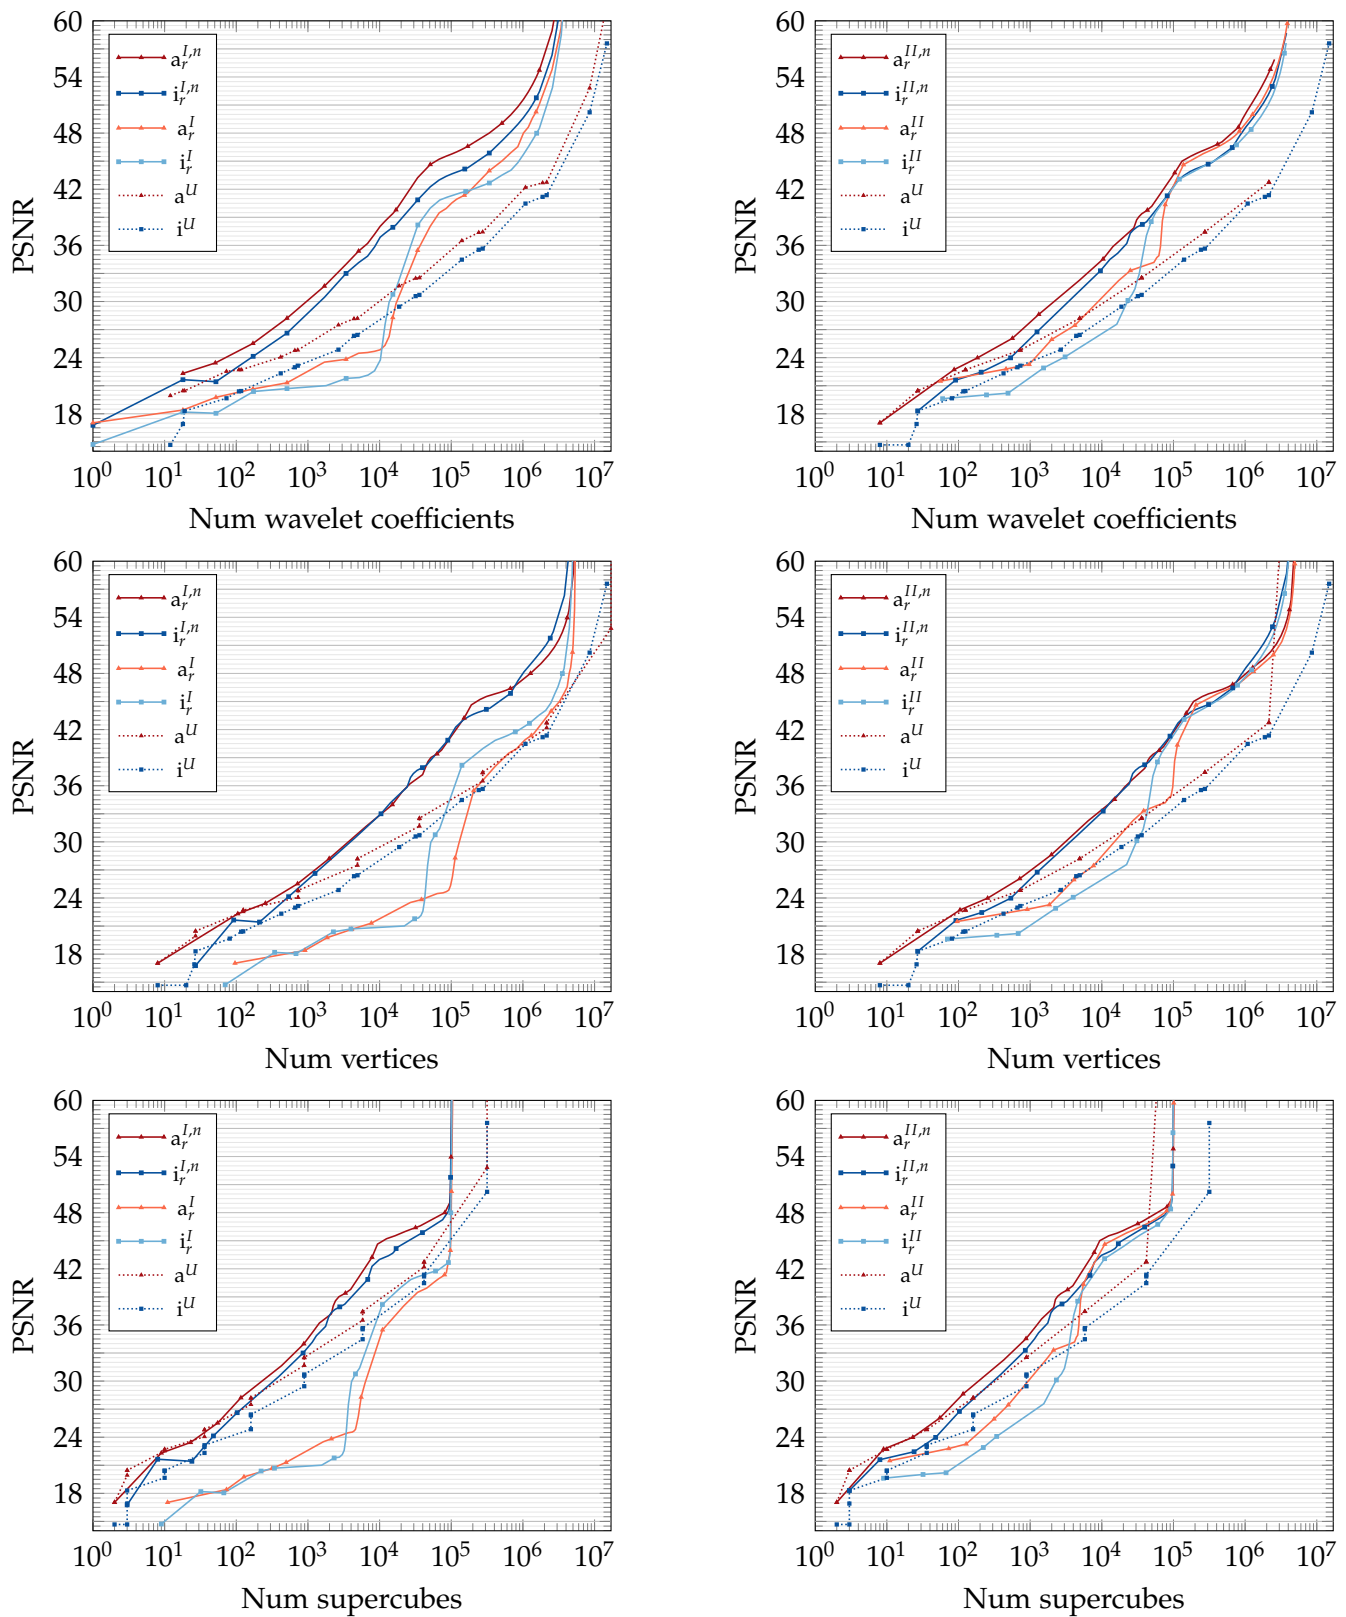 60
54
48
42
36
30
24
18
PSNR
a_r^{I,n}
i_r^{I,n}
a_r^I
i_r^I
a^U
i^U
10^0 10^1 10^2 10^3 10^4 10^5 10^6 10^7
Num wavelet coefficients
60
54
48
42
36
30
24
18
PSNR
a_r^{II,n}
i_r^{II,n}
a_r^{II}
i_r^{II}
a^U
i^U
10^0 10^1 10^2 10^3 10^4 10^5 10^6 10^7
Num wavelet coefficients
60
54
48
42
36
30
24
18
PSNR
a_r^{I,n}
i_r^{I,n}
a_r^I
i_r^I
a^U
i^U
10^0 10^1 10^2 10^3 10^4 10^5 10^6 10^7
Num vertices
60
54
48
42
36
30
24
18
PSNR
a_r^{II,n}
i_r^{II,n}
a_r^{II}
i_r^{II}
a^U
i^U
10^0 10^1 10^2 10^3 10^4 10^5 10^6 10^7
Num vertices
60
54
48
42
36
30
24
18
PSNR
a_r^{I,n}
i_r^{I,n}
a_r^I
i_r^I
a^U
i^U
10^0 10^1 10^2 10^3 10^4 10^5 10^6 10^7
Num supercubes
60
54
48
42
36
30
24
18
PSNR
a_r^{II,n}
i_r^{II,n}
a_r^{II}
i_r^{II}
a^U
i^U
10^0 10^1 10^2 10^3 10^4 10^5 10^6 10^7
Num supercubes